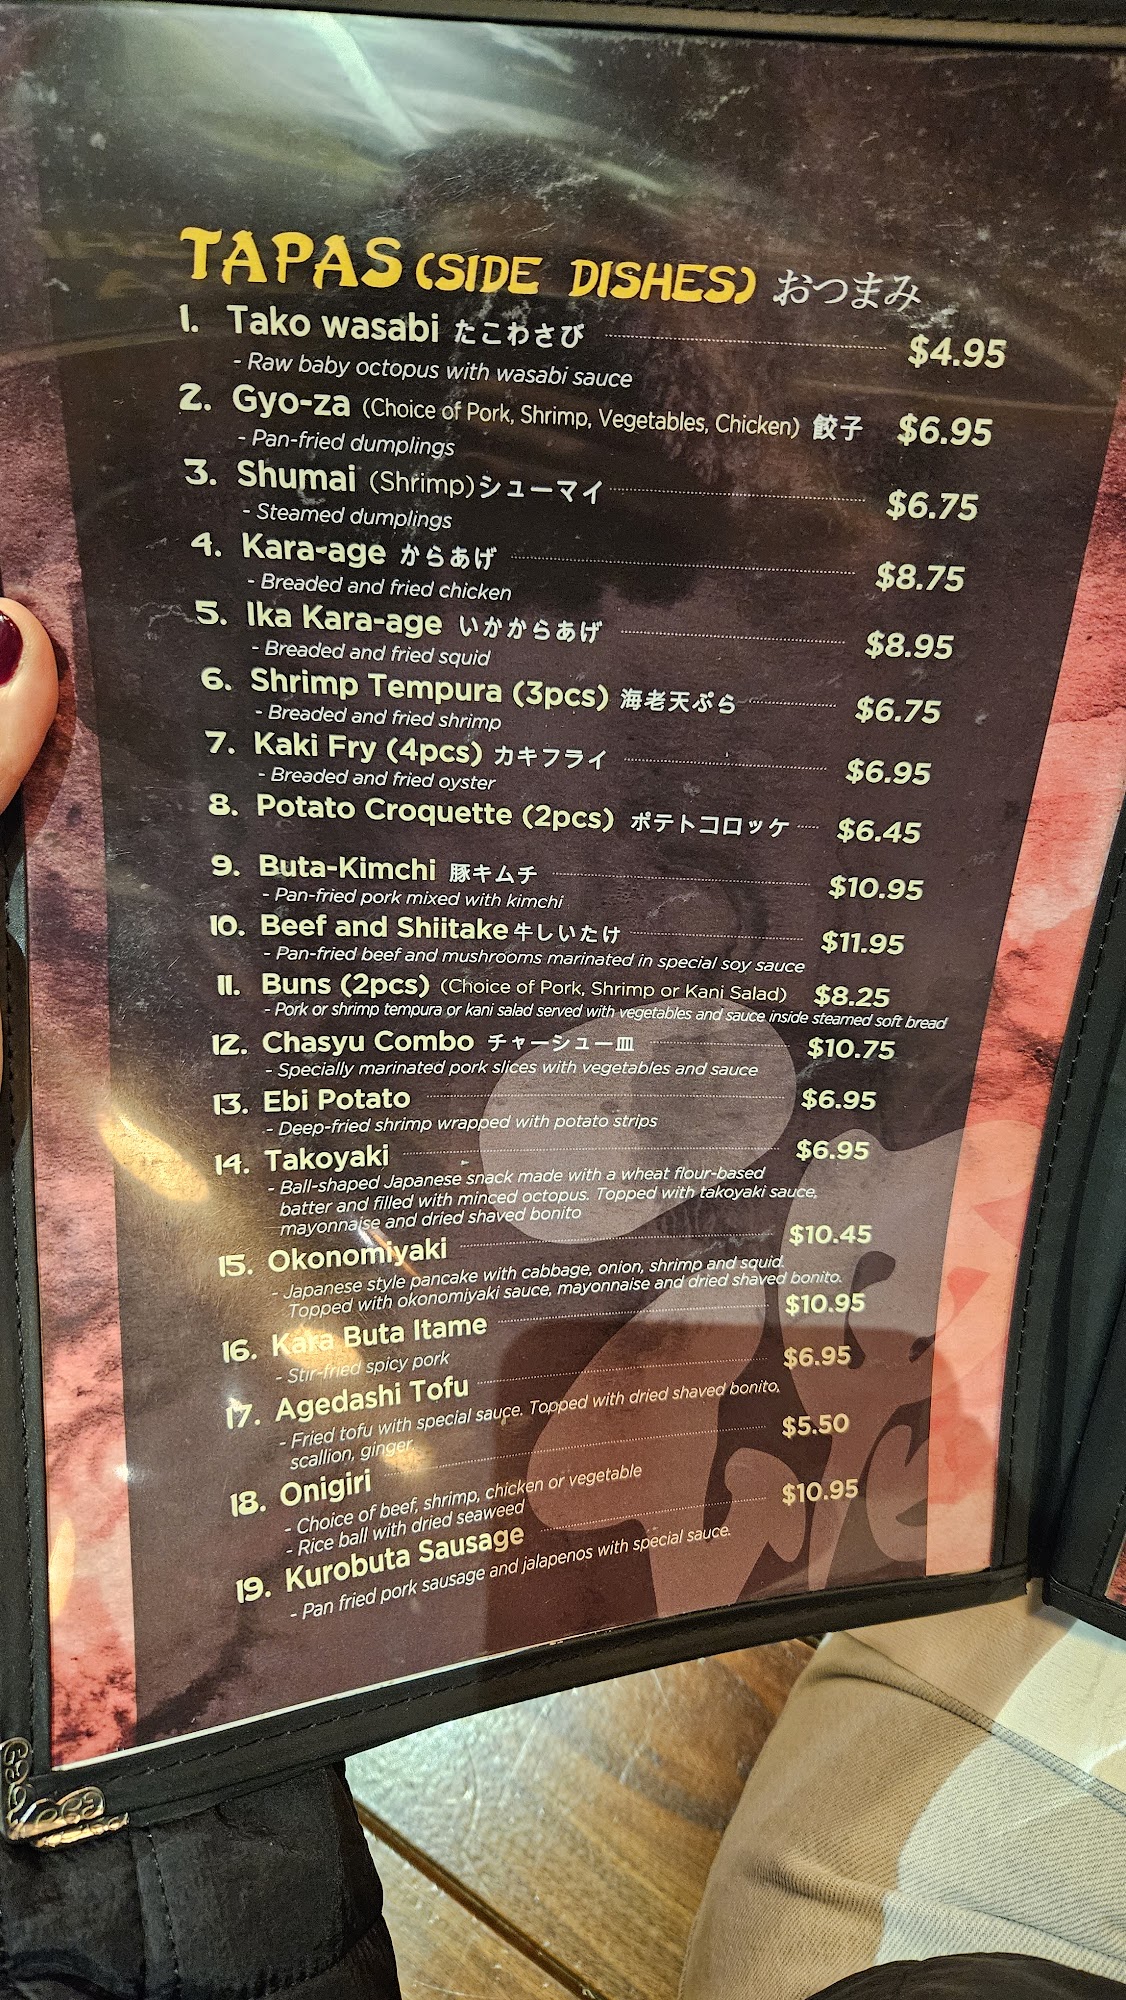 TAPAS (SIDE DISHES) おつまみ
1. Tako wasabi たこわさび $4.95
- Raw baby octopus with wasabi sauce
2. Gyo-za (Choice of Pork, Shrimp, Vegetables, Chicken) 餃子 $6.95
- Pan-fried dumplings
3. Shumai (Shrimp) シューマイ $6.75
- Steamed dumplings
4. Kara-age からあげ $8.75
- Breaded and fried chicken
5. Ika Kara-age いかからあげ $8.95
- Breaded and fried squid
6. Shrimp Tempura (3pcs) 海老天ぷら $6.75
- Breaded and fried shrimp
7. Kaki Fry (4pcs) カキフライ $6.95
- Breaded and fried oyster
8. Potato Croquette (2pcs) ポテトコロッケ $6.45
9. Buta-Kimchi 豚キムチ $10.95
- Pan-fried pork mixed with kimchi
10. Beef and Shiitake 牛しいたけ $11.95
- Pan-fried beef and mushrooms marinated in special soy sauce
11. Buns (2pcs) (Choice of Pork, Shrimp or Kani Salad) $8.25
- Pork or shrimp tempura or kani salad served with vegetables and sauce inside steamed soft bread
12. Chasyu Combo チャーシュー皿 $10.75
- Specially marinated pork slices with vegetables and sauce
13. Ebi Potato $6.95
- Deep-fried shrimp wrapped with potato strips
14. Takoyaki $6.95
- Ball-shaped Japanese snack made with a wheat flour-based
batter and filled with minced octopus. Topped with takoyaki sauce,
mayonnaise and dried shaved bonito
15. Okonomiyaki $10.45
- Japanese style pancake with cabbage, onion, shrimp and squid.
Topped with okonomiyaki sauce, mayonnaise and dried shaved bonito.
16. Kara Buta Itame $10.95
- Stir-fried spicy pork
17. Agedashi Tofu $6.95
- Fried tofu with special sauce. Topped with dried shaved bonito,
scallion, ginger
18. Onigiri $5.50
- Choice of beef, shrimp, chicken or vegetable
- Rice ball with dried seaweed
19. Kurobuta Sausage $10.95
- Pan fried pork sausage and jalapenos with special sauce.